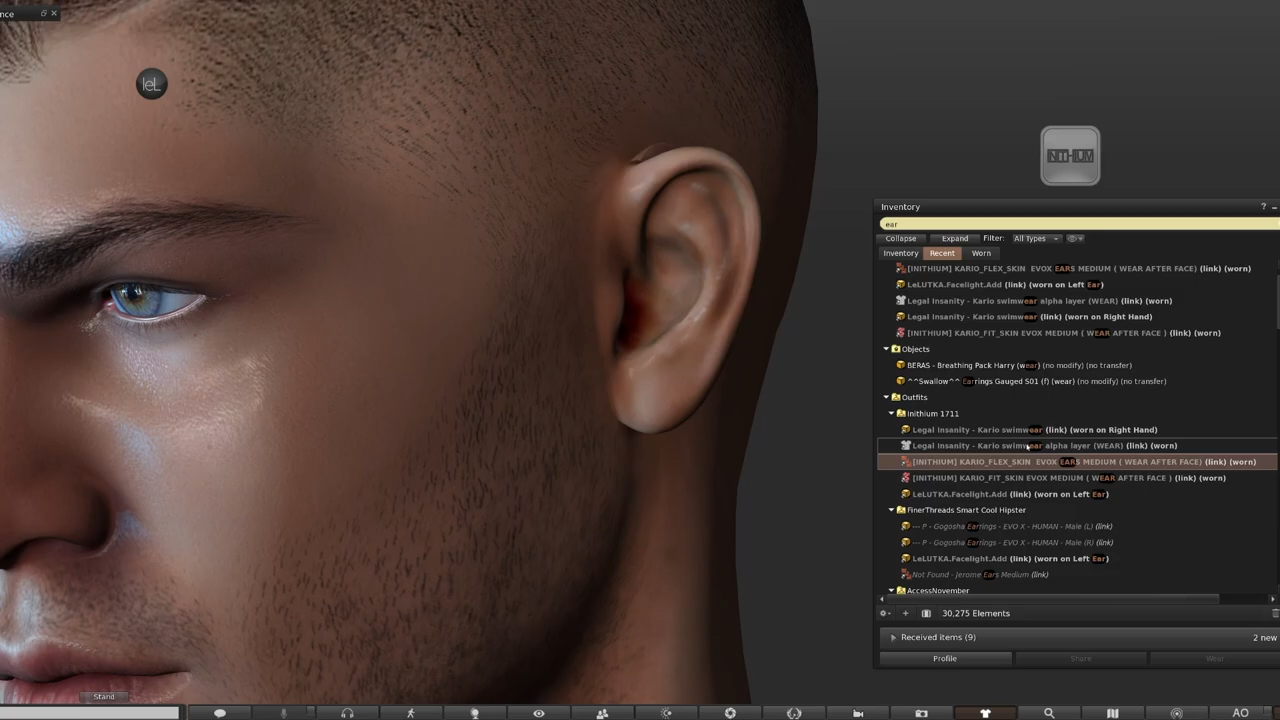 nce
leL
INITHIUM
Inventory
? _
ear
Collapse Expand Filter: All Types
Inventory Recent Worn
[INITHIUM] KARIO_FLEX_SKIN EVOX EARS MEDIUM ( WEAR AFTER FACE) (link) (worn)
LeLUTKA.Facelight.Add (link) (worn on Left Ear)
Legal Insanity - Kario swimwear alpha layer (WEAR) (link) (worn)
Legal Insanity - Kario swimwear (link) (worn on Right Hand)
[INITHIUM] KARIO_FIT_SKIN EVOX MEDIUM ( WEAR AFTER FACE ) (link) (worn)
Objects
BERAS - Breathing Pack Harry (wear) (no modify) (no transfer)
^^Swallow^^ Earrings Gauged S01 (f) (wear) (no modify) (no transfer)
Outfits
Inithium 1711
Legal Insanity - Kario swimwear (link) (worn on Right Hand)
Legal Insanity - Kario swimwear alpha layer (WEAR) (link) (worn)
[INITHIUM] KARIO_FLEX_SKIN EVOX EARS MEDIUM ( WEAR AFTER FACE) (link) (worn)
[INITHIUM] KARIO_FIT_SKIN EVOX MEDIUM ( WEAR AFTER FACE ) (link) (worn)
LeLUTKA.Facelight.Add (link) (worn on Left Ear)
FinerThreads Smart Cool Hipster
--- P - Gogosha Earrings - EVO X - HUMAN - Male (L) (link)
--- P - Gogosha Earrings - EVO X - HUMAN - Male (R) (link)
LeLUTKA.Facelight.Add (link) (worn on Left Ear)
Not Found - Jerome Ears Medium (link)
AccessNovember
30,275 Elements
Received items (9) 2 new
Profile Share Wear
Stand
AO